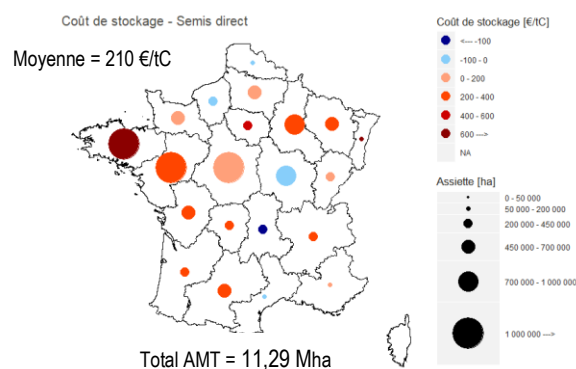 Coût de stockage - Semis direct
Moyenne = 210 €/tC
Coût de stockage [€/tC]
<--- -100
-100 - 0
0 - 200
200 - 400
400 - 600
600 --->
NA
Assiette [ha]
0 - 50 000
50 000 - 200 000
200 000 - 450 000
450 000 - 700 000
700 000 - 1 000 000
1 000 000 --->
Total AMT = 11,29 Mha